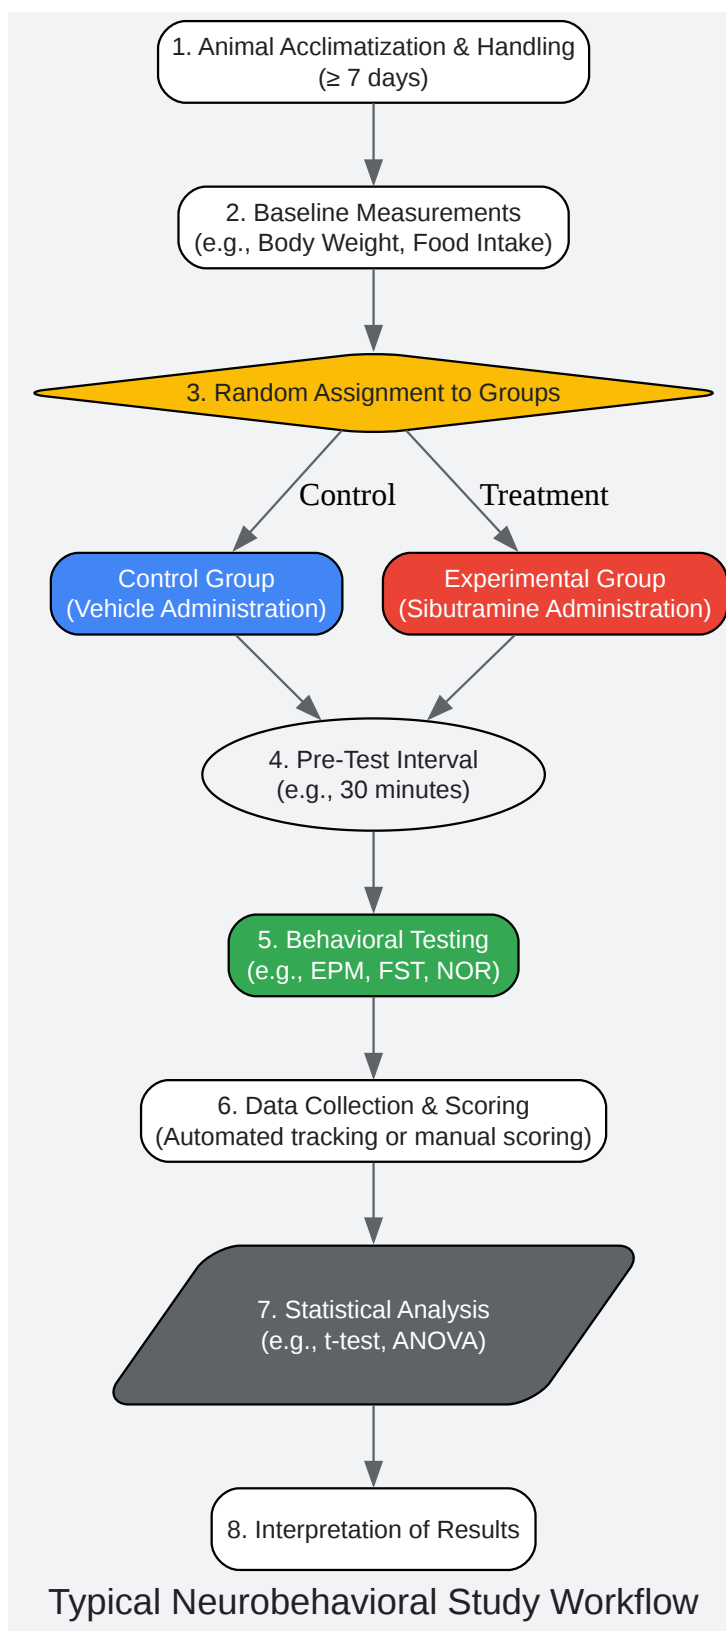 1. Animal Acclimatization & Handling
(≥ 7 days)
2. Baseline Measurements
(e.g., Body Weight, Food Intake)
3. Random Assignment to Groups
Control
Treatment
Control Group
(Vehicle Administration)
Experimental Group
(Sibutramine Administration)
4. Pre-Test Interval
(e.g., 30 minutes)
5. Behavioral Testing
(e.g., EPM, FST, NOR)
6. Data Collection & Scoring
(Automated tracking or manual scoring)
7. Statistical Analysis
(e.g., t-test, ANOVA)
8. Interpretation of Results
Typical Neurobehavioral Study Workflow